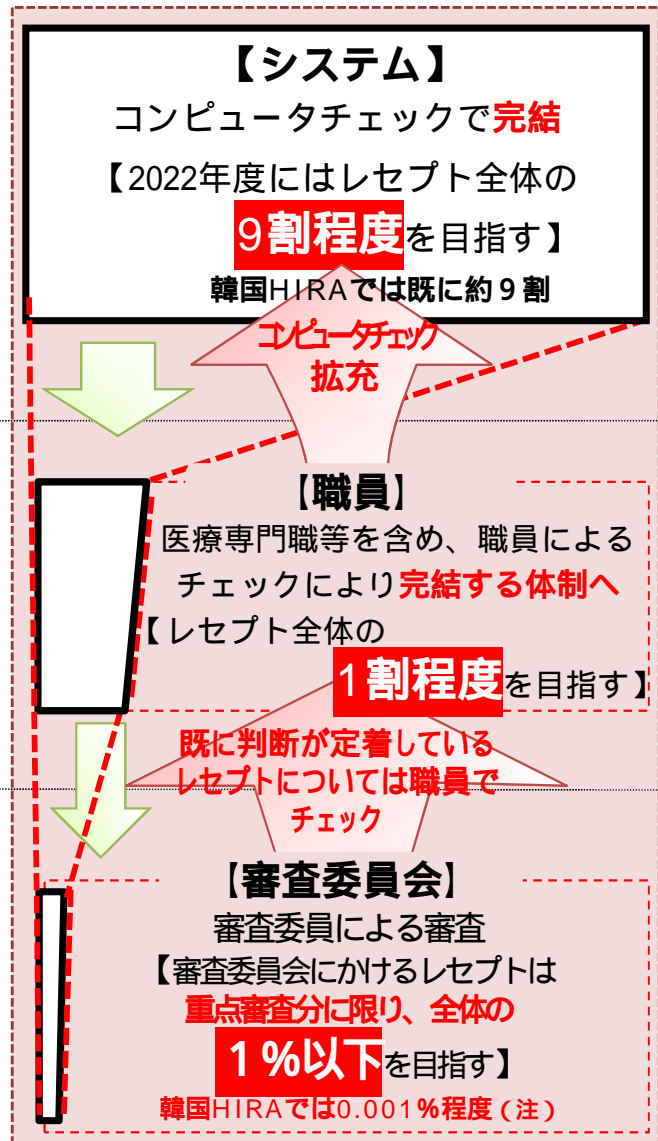 【システム】
コンピュータチェックで完結
【2022年度にはレセプト全体の
9割程度を目指す】
韓国HIRAでは既に約９割
コンピュータチェック
拡充
【職員】
医療専門職等を含め、職員による
チェックにより完結する体制へ
【レセプト全体の
1割程度を目指す】
既に判断が定着している
レセプトについては職員で
チェック
【審査委員会】
審査委員による審査
【審査委員会にかけるレセプトは
重点審査分に限り、全体の
１%以下を目指す】
韓国HIRAでは0.001%程度（注）